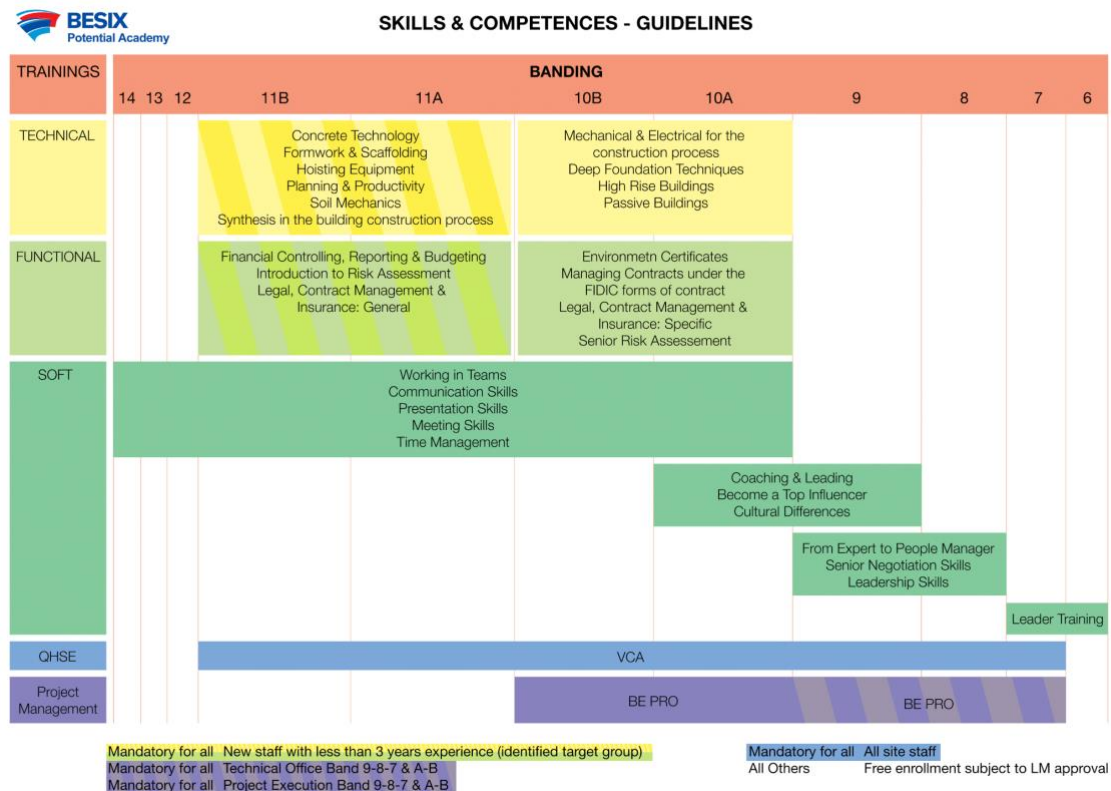 BESIX
Potential Academy
SKILLS & COMPETENCES - GUIDELINES
TRAININGS
BANDING
14 13 12 11B 11A 10B 10A 9 8 7 6
TECHNICAL
Concrete Technology
Formwork & Scaffolding
Hoisting Equipment
Planning & Productivity
Soil Mechanics
Synthesis in the building construction process
Mechanical & Electrical for the
construction process
Deep Foundation Techniques
High Rise Buildings
Passive Buildings
FUNCTIONAL
Financial Controlling, Reporting & Budgeting
Introduction to Risk Assessment
Legal, Contract Management &
Insurance: General
Environmetn Certificates
Managing Contracts under the
FIDIC forms of contract
Legal, Contract Management &
Insurance: Specific
Senior Risk Assessement
SOFT
Working in Teams
Communication Skills
Presentation Skills
Meeting Skills
Time Management
Coaching & Leading
Become a Top Influencer
Cultural Differences
From Expert to People Manager
Senior Negotiation Skills
Leadership Skills
Leader Training
QHSE
VCA
Project
Management
BE PRO
BE PRO
Mandatory for all New staff with less than 3 years experience (identified target group)
Mandatory for all Technical Office Band 9-8-7 & A-B
Mandatory for all Project Execution Band 9-8-7 & A-B
Mandatory for all All site staff
All Others Free enrollment subject to LM approval